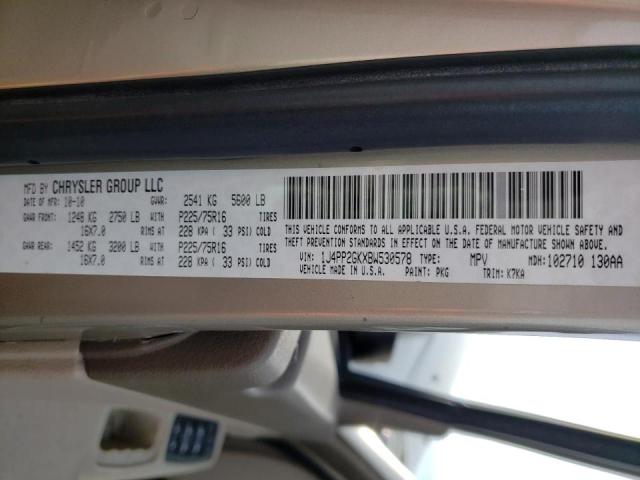 MFD BY CHRYSLER GROUP LLC
DATE OF MFR: 10-10 GVWR: 2541 KG 5600 LB
GAWR FRONT: 1248 KG 2750 LB WITH P225/75R16 TIRES
16X7.0 RIMS AT 228 KPA ( 33 PSI) COLD
GAWR REAR: 1452 KG 3200 LB WITH P225/75R16 TIRES
16X7.0 RIMS AT 228 KPA ( 33 PSI) COLD
THIS VEHICLE CONFORMS TO ALL APPLICABLE U.S.A. FEDERAL MOTOR VEHICLE SAFETY AND
THEFT PREVENTION STANDARDS IN EFFECT ON THE DATE OF MANUFACTURE SHOWN ABOVE.
VIN: 1J4PP2GKXBW530578 TYPE: MPV MDH: 102710 130AA
VEHICLE MADE IN U.S.A. PAINT: PKG TRIM: K7KA